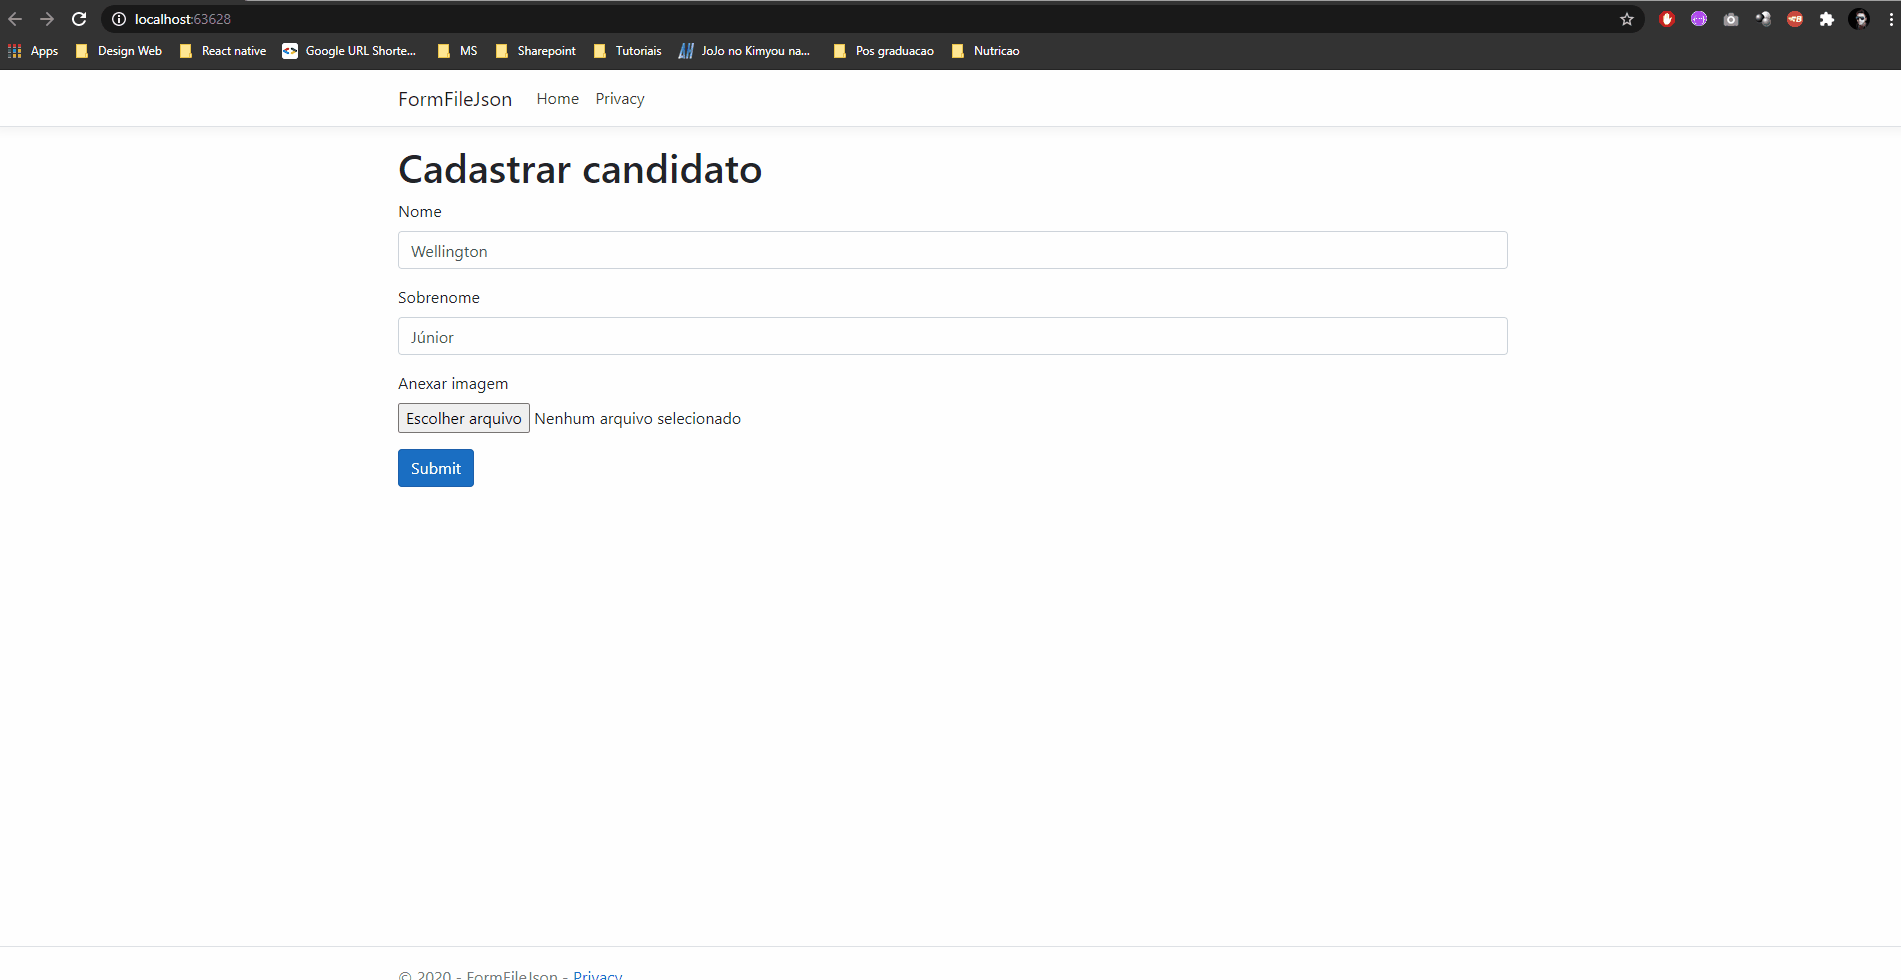 localhost:63628
Apps Design Web React native Google URL Shorte... MS Sharepoint Tutoriais JoJo no Kimyou na... Pos graduacao Nutricao
FormFileJson Home Privacy
Cadastrar candidato
Nome
Wellington
Sobrenome
Júnior
Anexar imagem
Escolher arquivo Nenhum arquivo selecionado
Submit
© 2020 - FormFileJson - Privacy